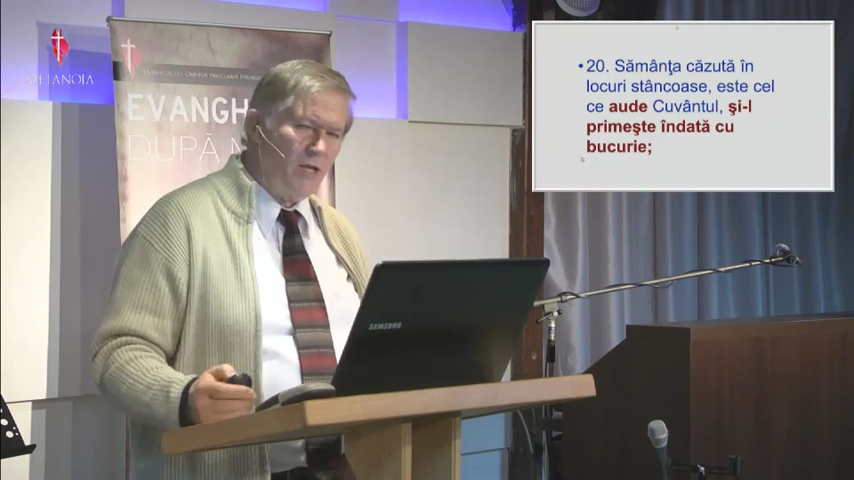 METANOIA
EVANGH
DUPĂ M
SAMSUNG
•20. Sămânţa căzută în
locuri stâncoase, este cel
ce aude Cuvântul, şi-l
primeşte îndată cu
bucurie;